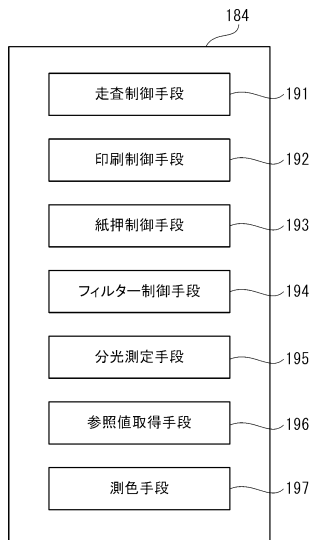 184
走査制御手段 191
印刷制御手段 192
紙押制御手段 193
フィルター制御手段 194
分光測定手段 195
参照値取得手段 196
測色手段 197